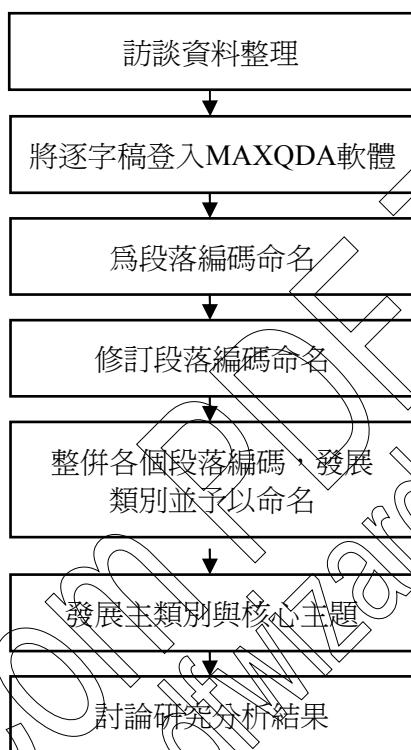 訪談資料整理
將逐字稿登入MAXQDA軟體
為段落編碼命名
修訂段落編碼命名
整併各個段落編碼，發展
類別並予以命名
發展主類別與核心主題
討論研究分析結果